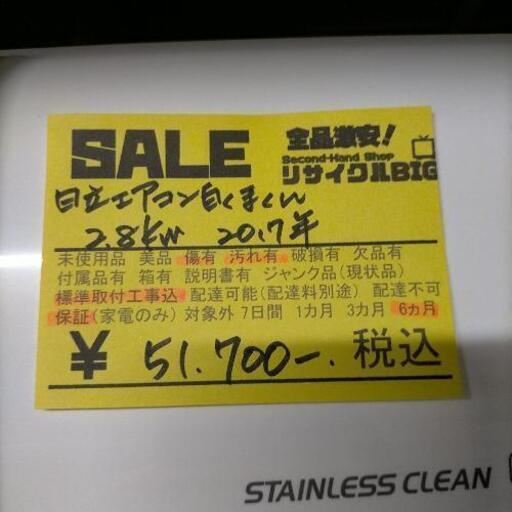 SALE
全品激安!
Second-Hand Shop
リサイクルBIG
日立エアコン白くまくん
2.8kw 2017年
未使用品 美品 傷有 汚れ有 破損有 欠品有
付属品有 箱有 説明書有 ジャンク品(現状品)
標準取付工事込 配達可能(配達料別途) 配達不可
保証(家電のみ) 対象外 7日間 1カ月 3カ月 6カ月
¥ 51.700-. 税込
STAINLESS CLEAN